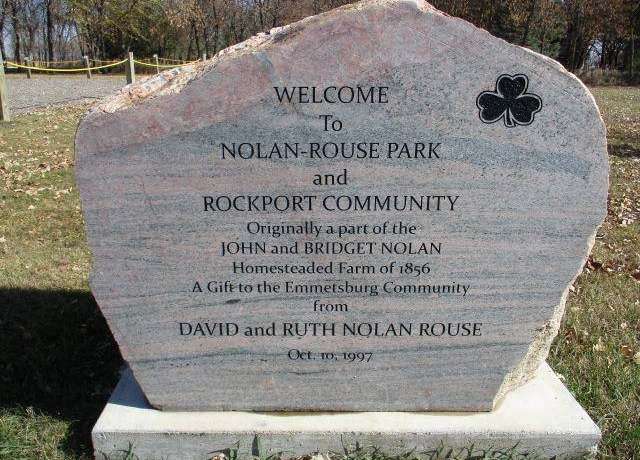 WELCOME
To
NOLAN-ROUSE PARK
and
ROCKPORT COMMUNITY
Originally a part of the
JOHN and BRIDGET NOLAN
Homesteaded Farm of 1856
A Gift to the Emmetsburg Community
from
DAVID and RUTH NOLAN ROUSE
Oct. 10, 1997